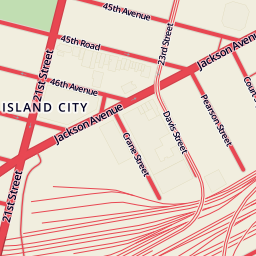 45th Avenue
45th Road
23rd Street
Jackson Avenue
21st Street
46th Avenue
ISLAND CITY
Jackson Avenue
Crane Street
Davis Street
Pearson Street
21st Street